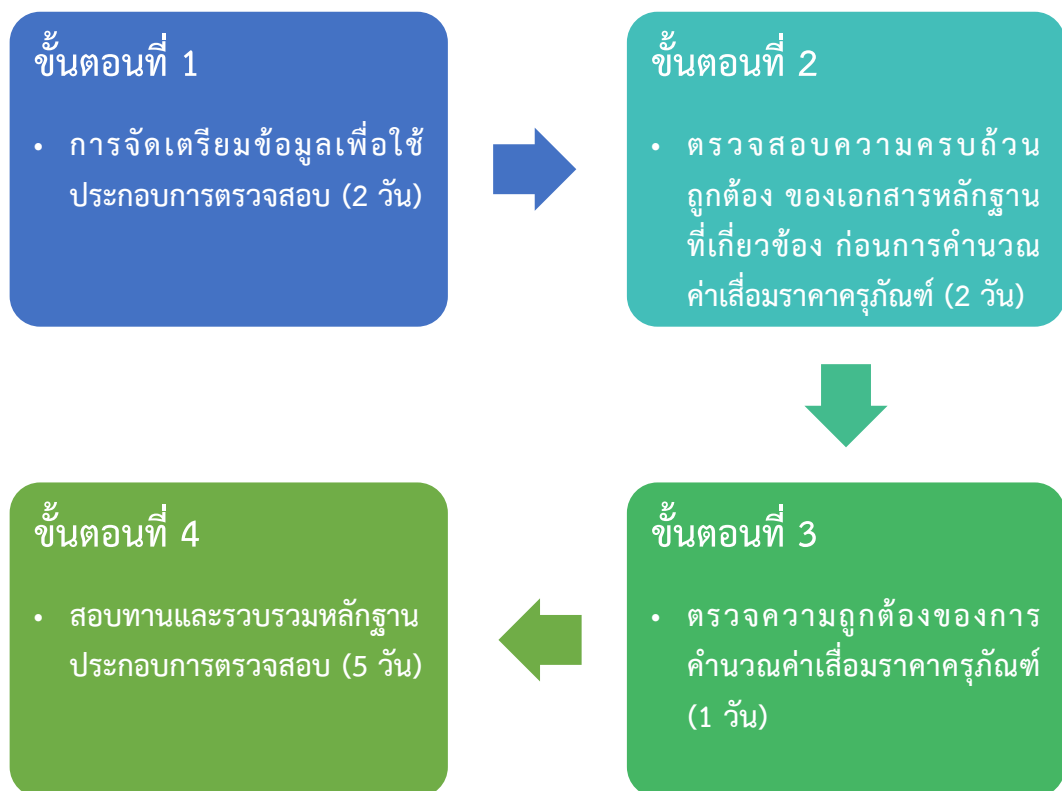 ขั้นตอนที่ 1
• การจัดเตรียมข้อมูลเพื่อใช้
ประกอบการตรวจสอบ (2 วัน)
ขั้นตอนที่ 2
• ตรวจสอบความครบถ้วน
ถูกต้อง ของเอกสารหลักฐาน
ที่เกี่ยวข้อง ก่อนการคำนวณ
ค่าเสื่อมราคาครุภัณฑ์ (2 วัน)
ขั้นตอนที่ 3
• ตรวจความถูกต้องของการ
คำนวณค่าเสื่อมราคาครุภัณฑ์
(1 วัน)
ขั้นตอนที่ 4
• สอบทานและรวบรวมหลักฐาน
ประกอบการตรวจสอบ (5 วัน)